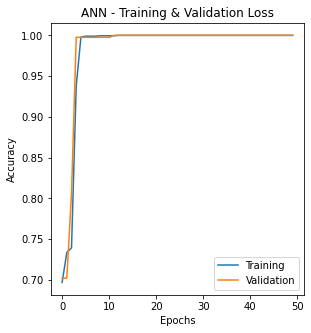 ANN - Training & Validation Loss
1.00
0.95
0.90
0.85
0.80
0.75
0.70
Accuracy
Training
Validation
0 10 20 30 40 50
Epochs